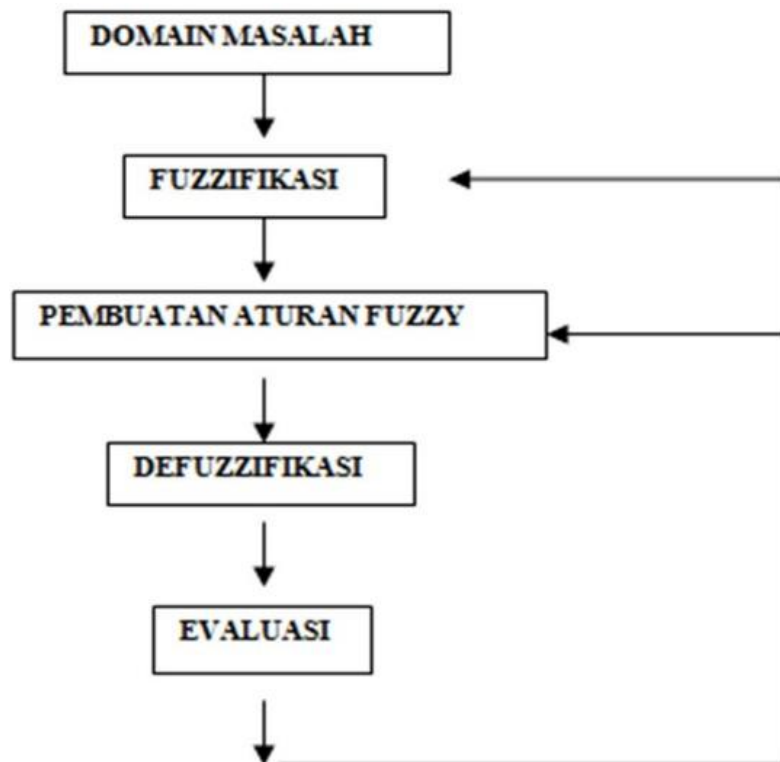 DOMAIN MASALAH
FUZZIFIKASI
PEMBUATAN ATURAN FUZZY
DEFUZZIFIKASI
EVALUASI